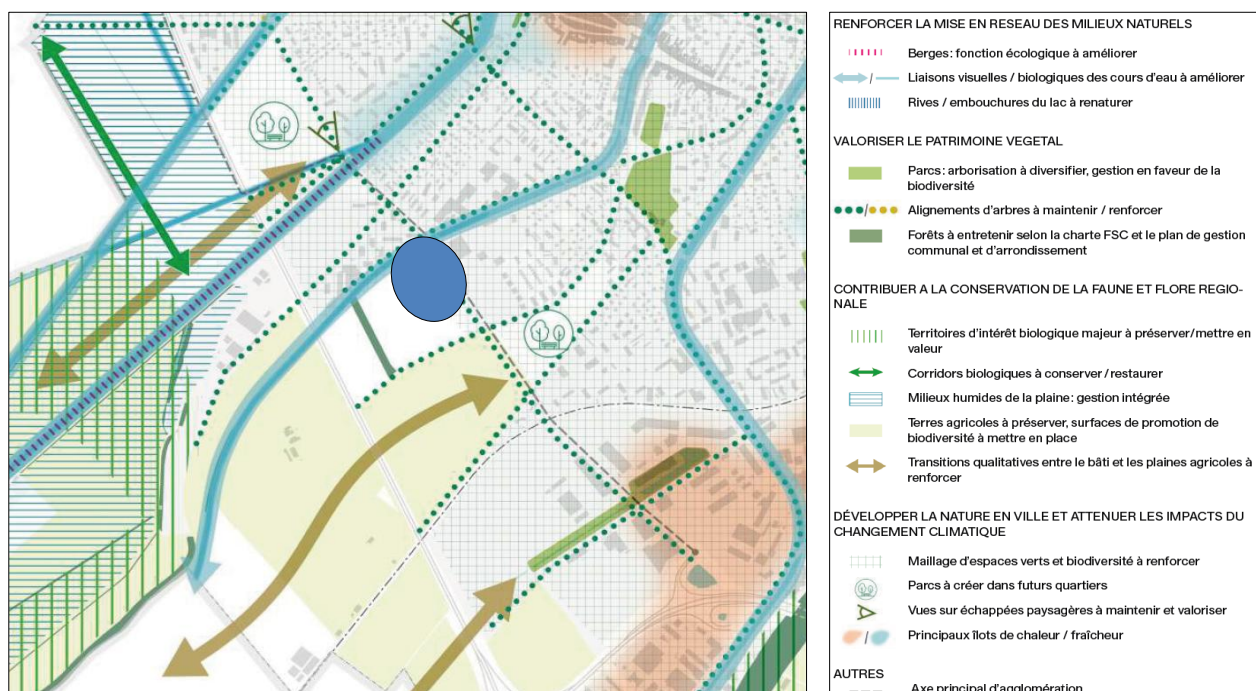 RENFORCER LA MISE EN RESEAU DES MILIEUX NATURELS
Berges: fonction écologique à améliorer
Liaisons visuelles / biologiques des cours d'eau à améliorer
Rives / embouchures du lac à renaturer
VALORISER LE PATRIMOINE VEGETAL
Parcs: arborisation à diversifier, gestion en faveur de la
biodiversité
Alignements d'arbres à maintenir / renforcer
Forêts à entretenir selon la charte FSC et le plan de gestion
communal et d'arrondissement
CONTRIBUER A LA CONSERVATION DE LA FAUNE ET FLORE REGIO-
NALE
Territoires d'intérêt biologique majeur à préserver/mettre en
valeur
Corridors biologiques à conserver / restaurer
Milieux humides de la plaine: gestion intégrée
Terres agricoles à préserver, surfaces de promotion de
biodiversité à mettre en place
Transitions qualitatives entre le bâti et les plaines agricoles à
renforcer
DÉVELOPPER LA NATURE EN VILLE ET ATTENUER LES IMPACTS DU
CHANGEMENT CLIMATIQUE
Maillage d'espaces verts et biodiversité à renforcer
Parcs à créer dans futurs quartiers
Vues sur échappées paysagères à maintenir et valoriser
Principaux îlots de chaleur / fraîcheur
AUTRES
Axe principal d'agglomération